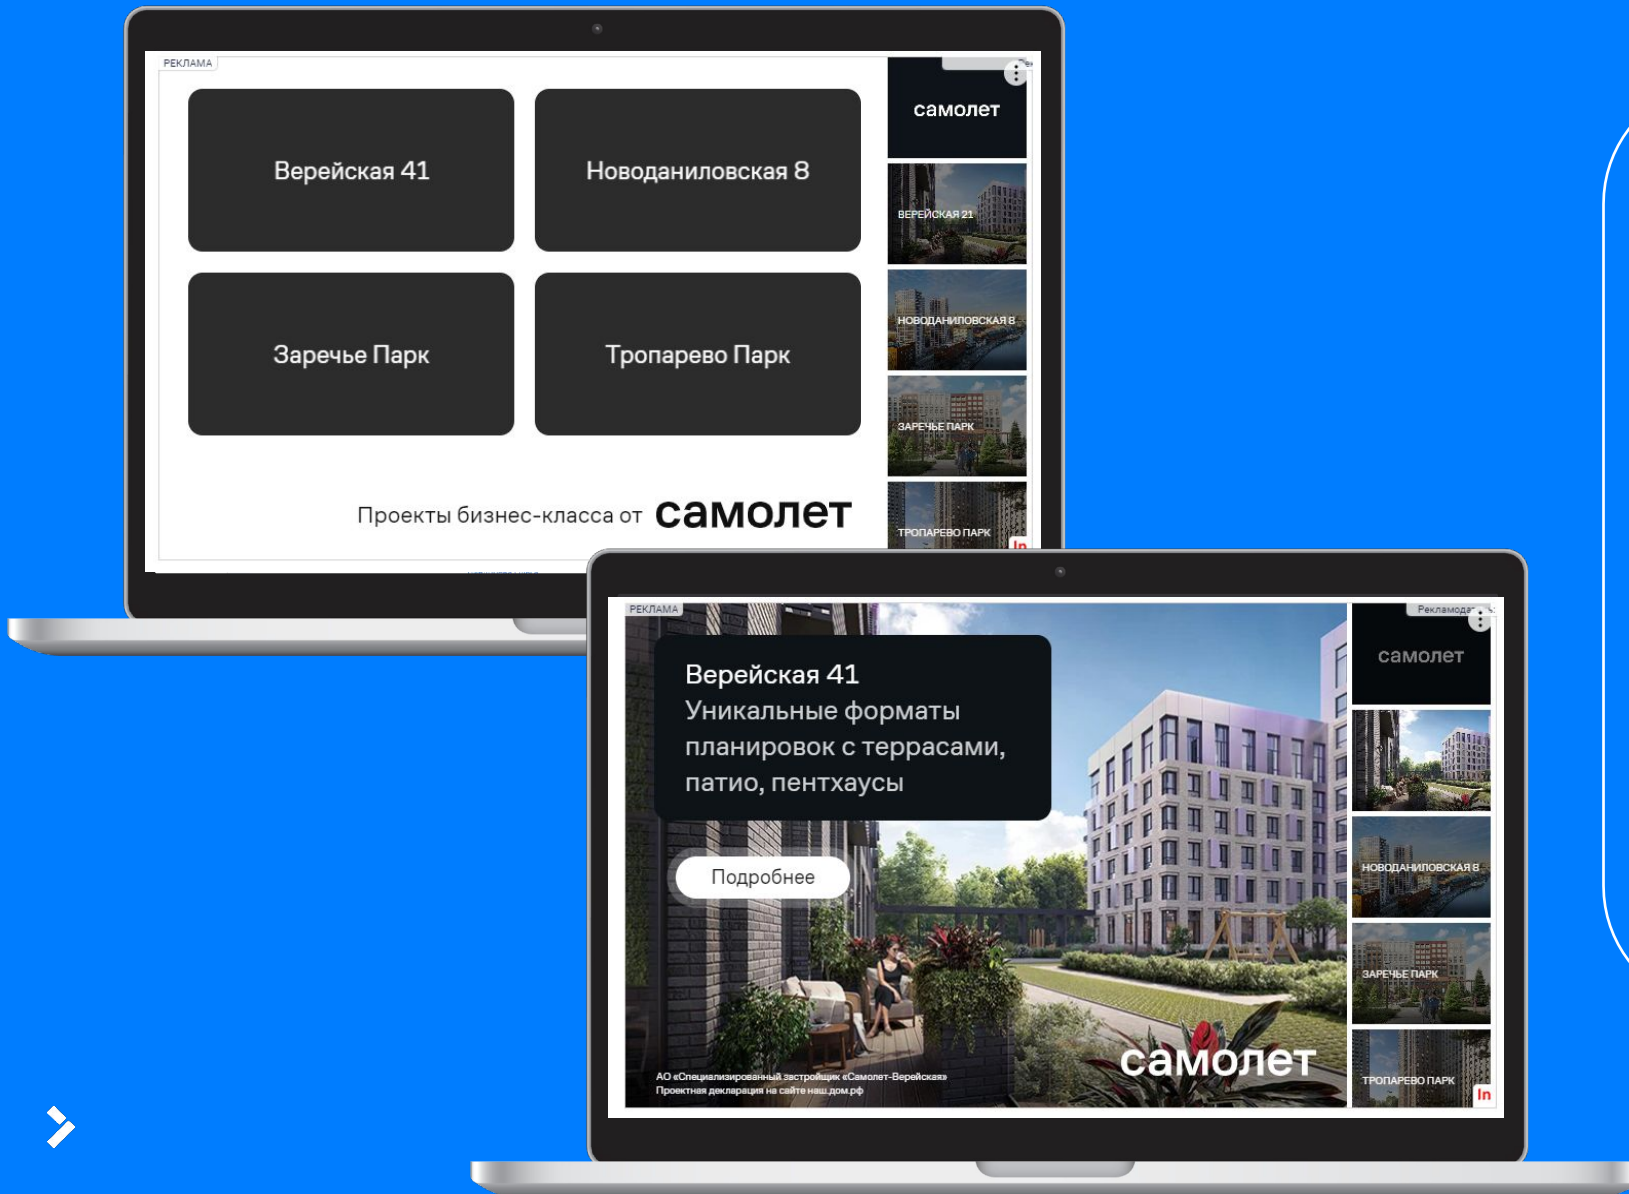 РЕКЛАМА
Верейская 41
Новоданиловская 8
Заречье Парк
Тропарево Парк
Проекты бизнес-класса от самолет
самолет
ВЕРЕЙСКАЯ 21
НОВОДАНИЛОВСКАЯ 8
ЗАРЕЧЬЕ ПАРК
ТРОПАРЕВО ПАРК
In
РЕКЛАМА
Верейская 41
Уникальные форматы
планировок с террасами,
патио, пентхаусы
Подробнее
самолет
АО «Специализированный застройщик «Самолет-Верейская»
Проектная декларация на сайте наш.дом.рф
самолет
НОВОДАНИЛОВСКАЯ 8
ЗАРЕЧЬЕ ПАРК
ТРОПАРЕВО ПАРК
In